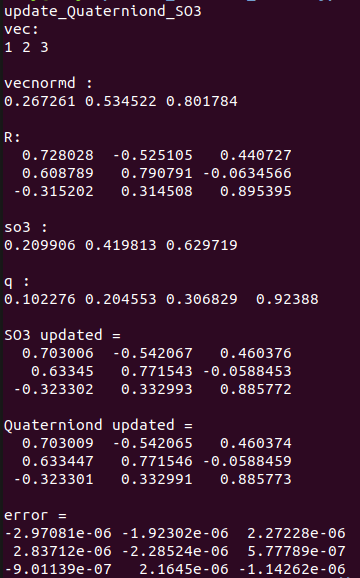 update_Quaterniond_SO3
vec:
1 2 3
vecnormd :
0.267261 0.534522 0.801784
R:
0.728028 -0.525105 0.440727
0.608789 0.790791 -0.0634566
-0.315202 0.314508 0.895395
so3 :
0.209906 0.419813 0.629719
q :
0.102276 0.204553 0.306829 0.92388
SO3 updated =
0.703006 -0.542067 0.460376
0.63345 0.771543 -0.0588453
-0.323302 0.332993 0.885772
Quaterniond updated =
0.703009 -0.542065 0.460374
0.633447 0.771546 -0.0588459
-0.323301 0.332991 0.885773
error =
-2.97081e-06 -1.92302e-06 2.27228e-06
2.83712e-06 -2.28524e-06 5.77789e-07
-9.01139e-07 2.1645e-06 -1.14262e-06